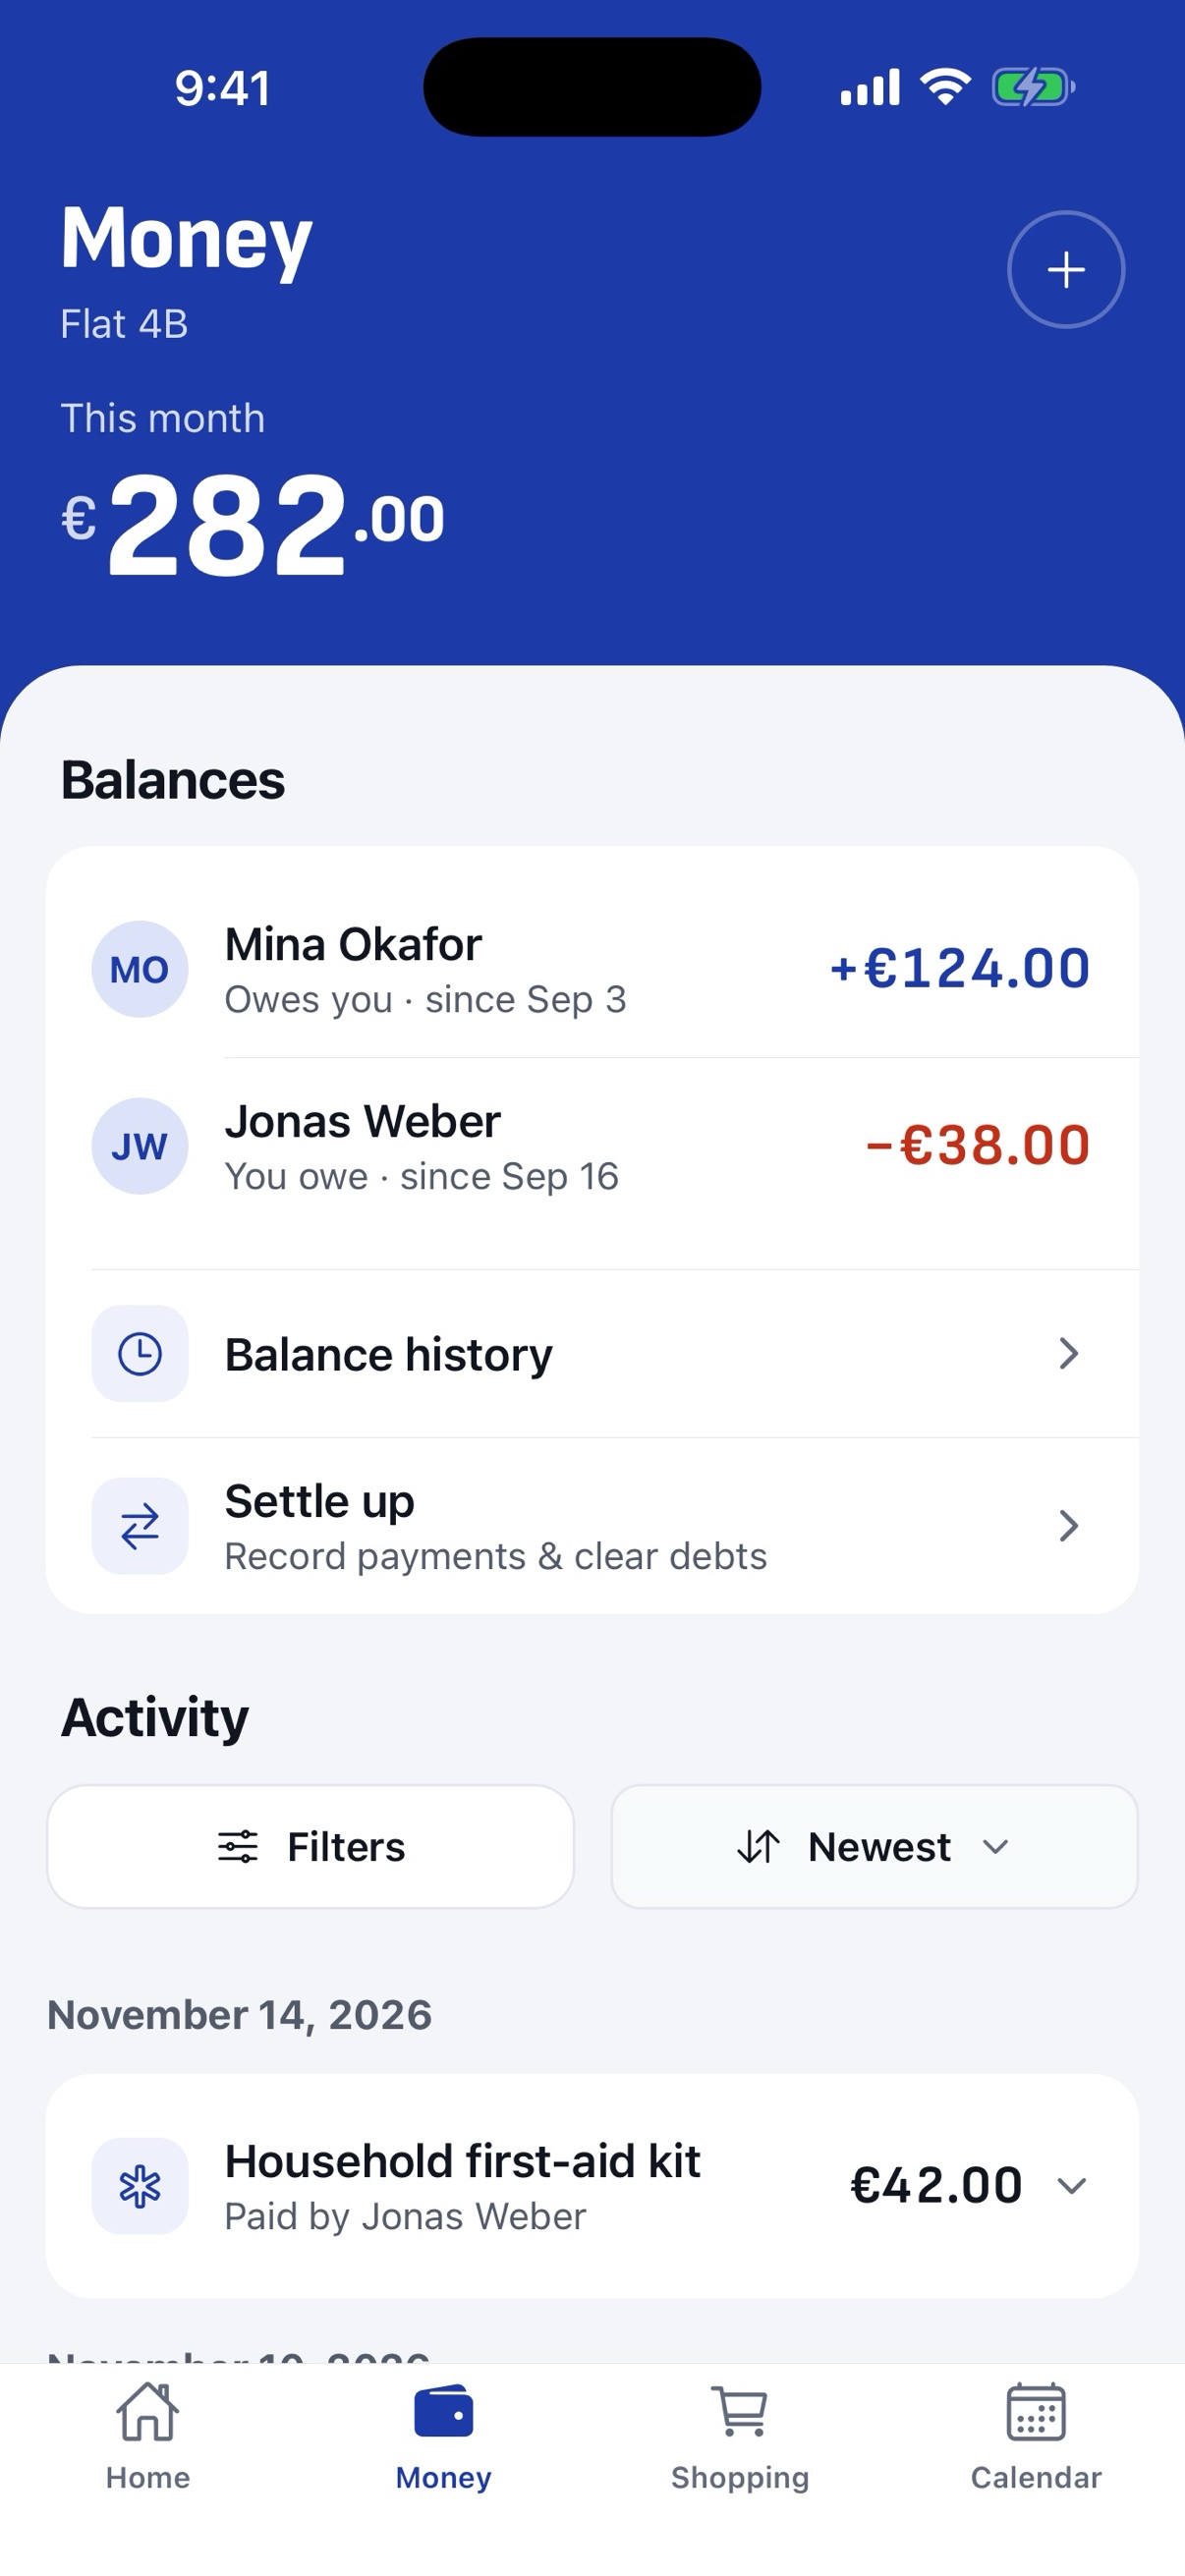 9:41
Money
Flat 4B
This month
€282.00
Balances
MO
Mina Okafor
Owes you · since Sep 3
+€124.00
JW
Jonas Weber
You owe · since Sep 16
−€38.00
Balance history
Settle up
Record payments & clear debts
Activity
Filters
Newest
November 14, 2026
Household first-aid kit
Paid by Jonas Weber
€42.00
Home
Money
Shopping
Calendar